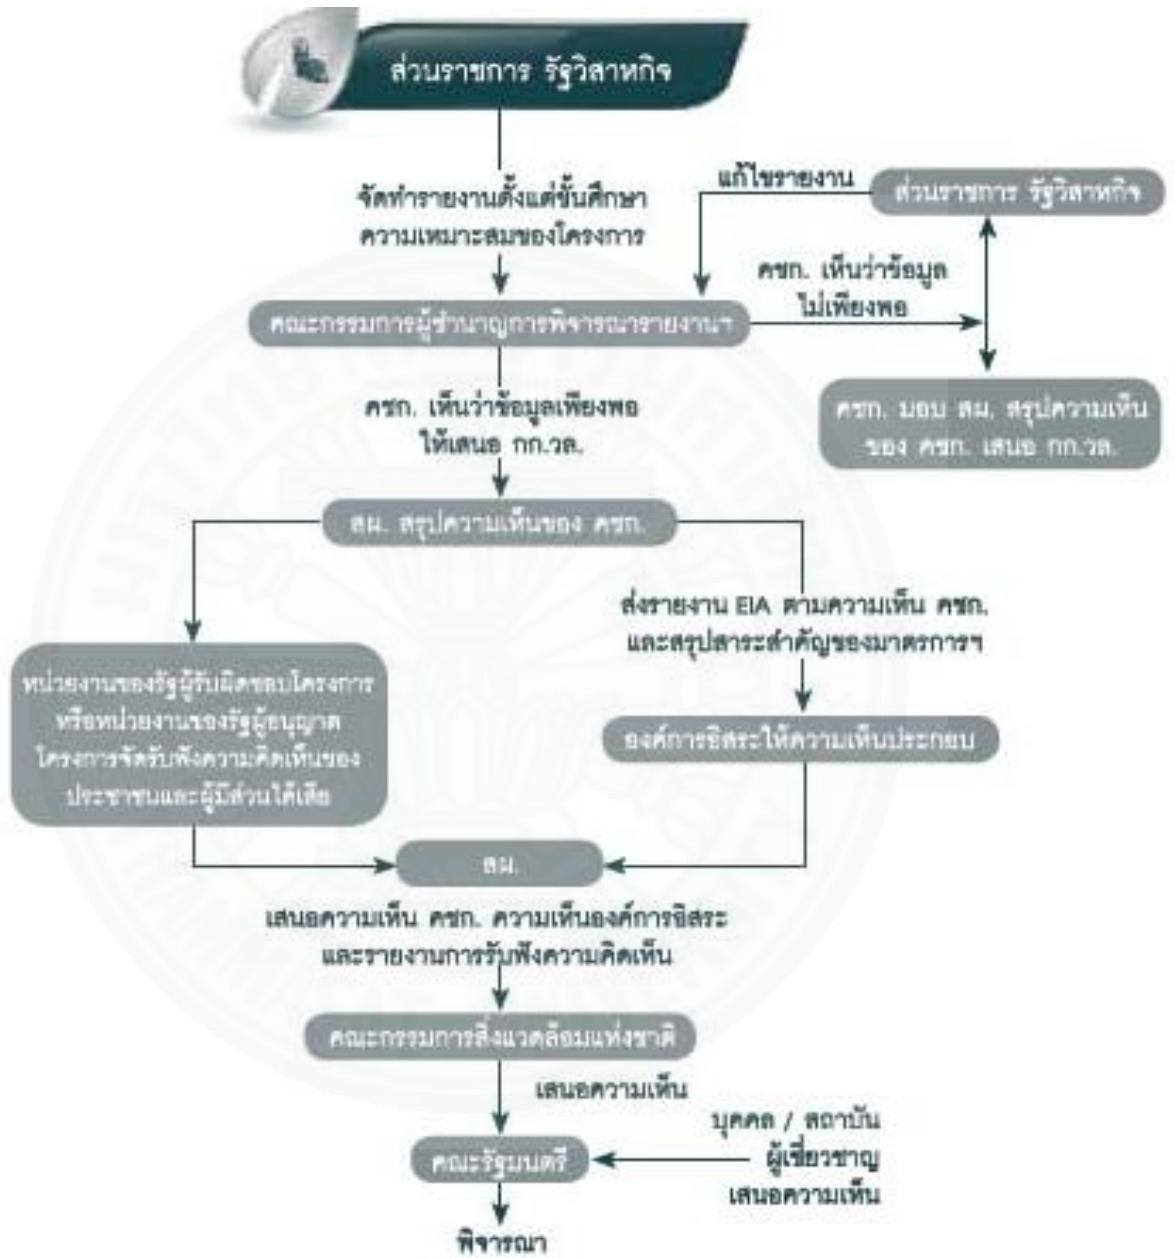 ส่วนราชการ รัฐวิสาหกิจ
จัดทำรายงานตั้งแต่ขั้นศึกษา
ความเหมาะสมของโครงการ
แก้ไขรายงาน
ส่วนราชการ รัฐวิสาหกิจ
คชก. เห็นว่าข้อมูล
ไม่เพียงพอ
คณะกรรมการผู้ชำนาญการพิจารณารายงานฯ
คชก. เห็นว่าข้อมูลเพียงพอ
ให้เสนอ กก.วล.
คชก. มอบ สผ. สรุปความเห็น
ของ คชก. เสนอ กก.วล.
สผ. สรุปความเห็นของ คชก.
ส่งรายงาน EIA ตามความเห็น คชก.
และสรุปสาระสำคัญของมาตรการฯ
หน่วยงานของรัฐผู้รับผิดชอบโครงการ
หรือหน่วยงานของรัฐผู้อนุญาต
โครงการจัดรับฟังความคิดเห็นของ
ประชาชนและผู้มีส่วนได้เสีย
องค์การอิสระให้ความเห็นประกอบ
สผ.
เสนอความเห็น คชก. ความเห็นองค์การอิสระ
และรายงานการรับฟังความคิดเห็น
คณะกรรมการสิ่งแวดล้อมแห่งชาติ
เสนอความเห็น
บุคคล / สถาบัน
ผู้เชี่ยวชาญ
เสนอความเห็น
คณะรัฐมนตรี
พิจารณา